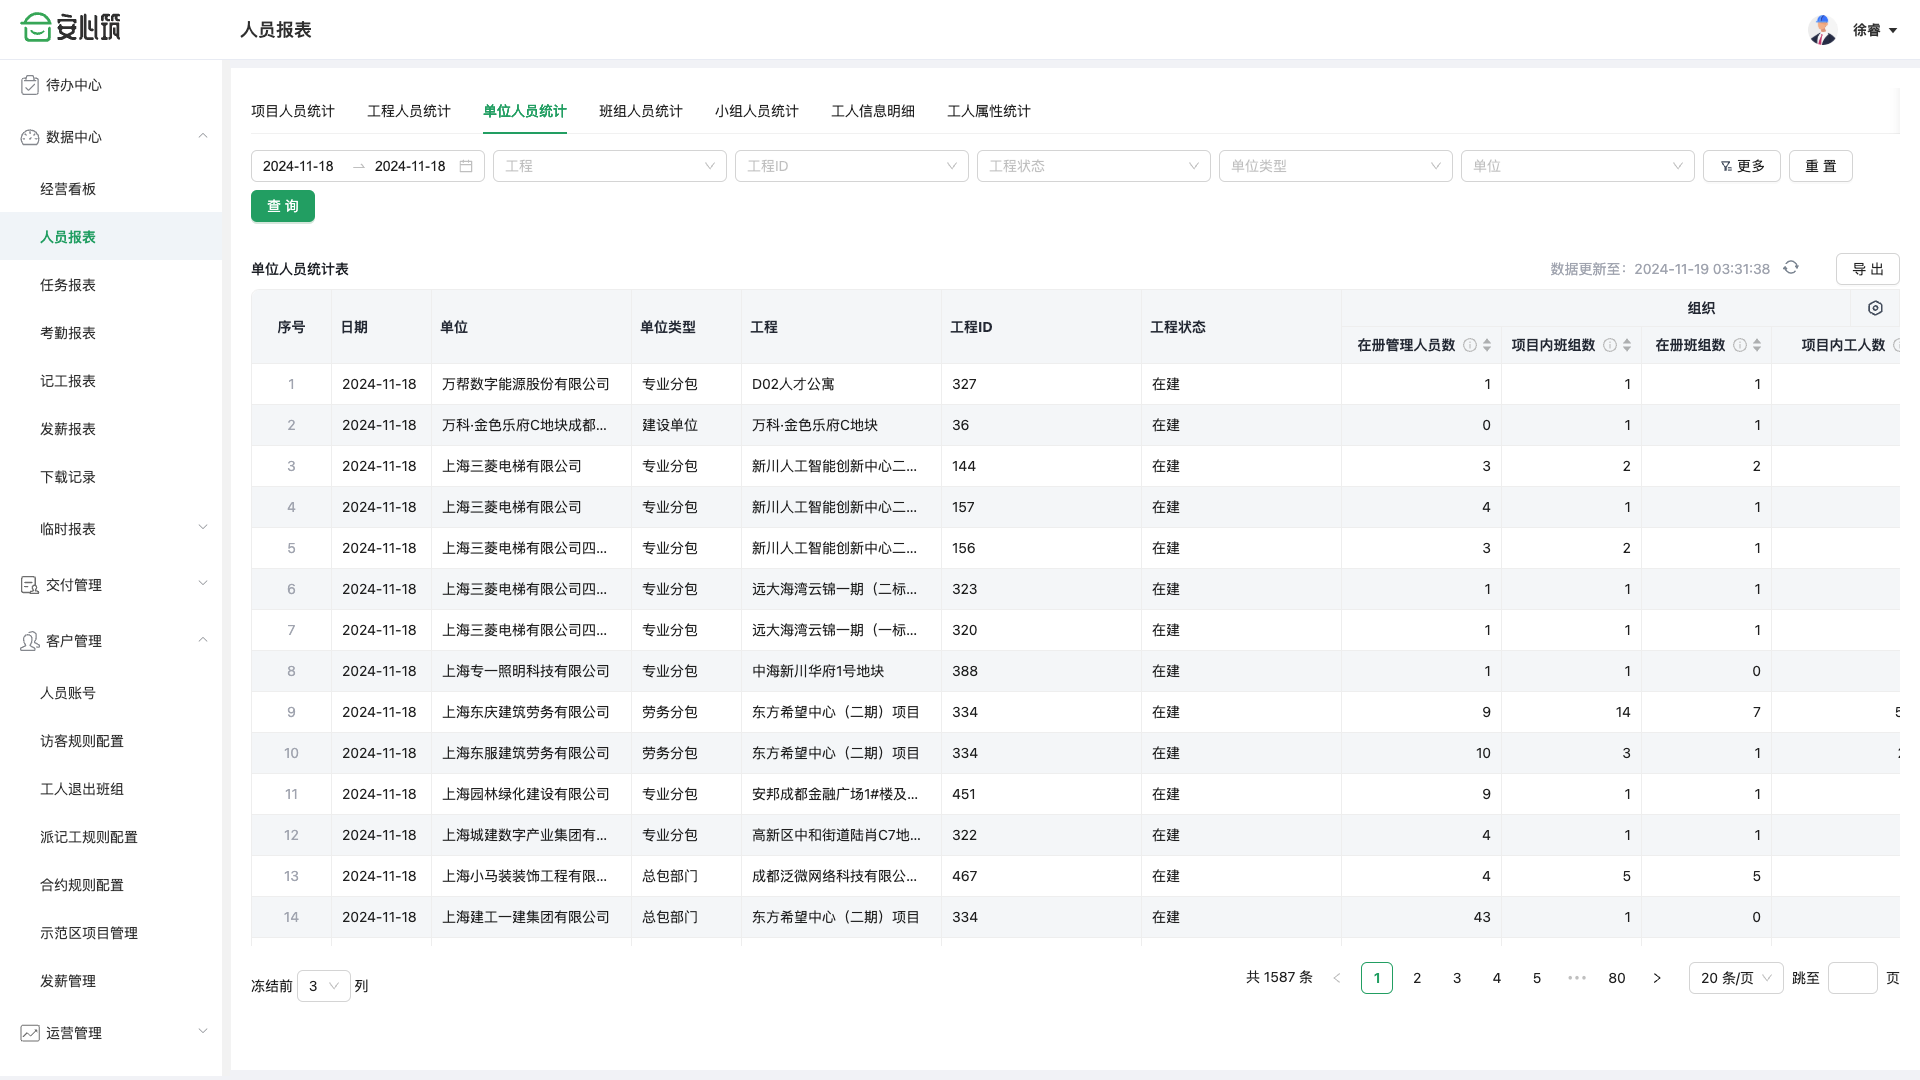 安心筑
人员报表
徐睿
待办中心
数据中心
经营看板
人员报表
任务报表
考勤报表
记工报表
发薪报表
下载记录
临时报表
交付管理
客户管理
人员账号
访客规则配置
工人退出班组
派记工规则配置
合约规则配置
示范区项目管理
发薪管理
运营管理
项目人员统计 工程人员统计 单位人员统计 班组人员统计 小组人员统计 工人信息明细 工人属性统计
2024-11-18 → 2024-11-18 工程 工程ID 工程状态 单位类型 单位 更多 重 置
查 询
单位人员统计表 数据更新至：2024-11-19 03:31:38 导 出
组织
序号 日期 单位 单位类型 工程 工程ID 工程状态
在册管理人员数 项目内班组数 在册班组数 项目内工人数
1 2024-11-18 万帮数字能源股份有限公司 专业分包 D02人才公寓 327 在建 1 1 1
2 2024-11-18 万科·金色乐府C地块成都... 建设单位 万科·金色乐府C地块 36 在建 0 1 1
3 2024-11-18 上海三菱电梯有限公司 专业分包 新川人工智能创新中心二... 144 在建 3 2 2
4 2024-11-18 上海三菱电梯有限公司 专业分包 新川人工智能创新中心二... 157 在建 4 1 1
5 2024-11-18 上海三菱电梯有限公司四... 专业分包 新川人工智能创新中心二... 156 在建 3 2 1
6 2024-11-18 上海三菱电梯有限公司四... 专业分包 远大海湾云锦一期（二标... 323 在建 1 1 1
7 2024-11-18 上海三菱电梯有限公司四... 专业分包 远大海湾云锦一期（一标... 320 在建 1 1 1
8 2024-11-18 上海专一照明科技有限公司 专业分包 中海新川华府1号地块 388 在建 1 1 0
9 2024-11-18 上海东庆建筑劳务有限公司 劳务分包 东方希望中心（二期）项目 334 在建 9 14 7
10 2024-11-18 上海东服建筑劳务有限公司 劳务分包 东方希望中心（二期）项目 334 在建 10 3 1
11 2024-11-18 上海园林绿化建设有限公司 专业分包 安邦成都金融广场1#楼及... 451 在建 9 1 1
12 2024-11-18 上海城建数字产业集团有... 专业分包 高新区中和街道陆肖C7地... 322 在建 4 1 1
13 2024-11-18 上海小马装装饰工程有限... 总包部门 成都泛微网络科技有限公... 467 在建 4 5 5
14 2024-11-18 上海建工一建集团有限公司 总包部门 东方希望中心（二期）项目 334 在建 43 1 0
冻结前 3 列 共 1587 条 < 1 2 3 4 5 ••• 80 > 20 条/页 跳至 页